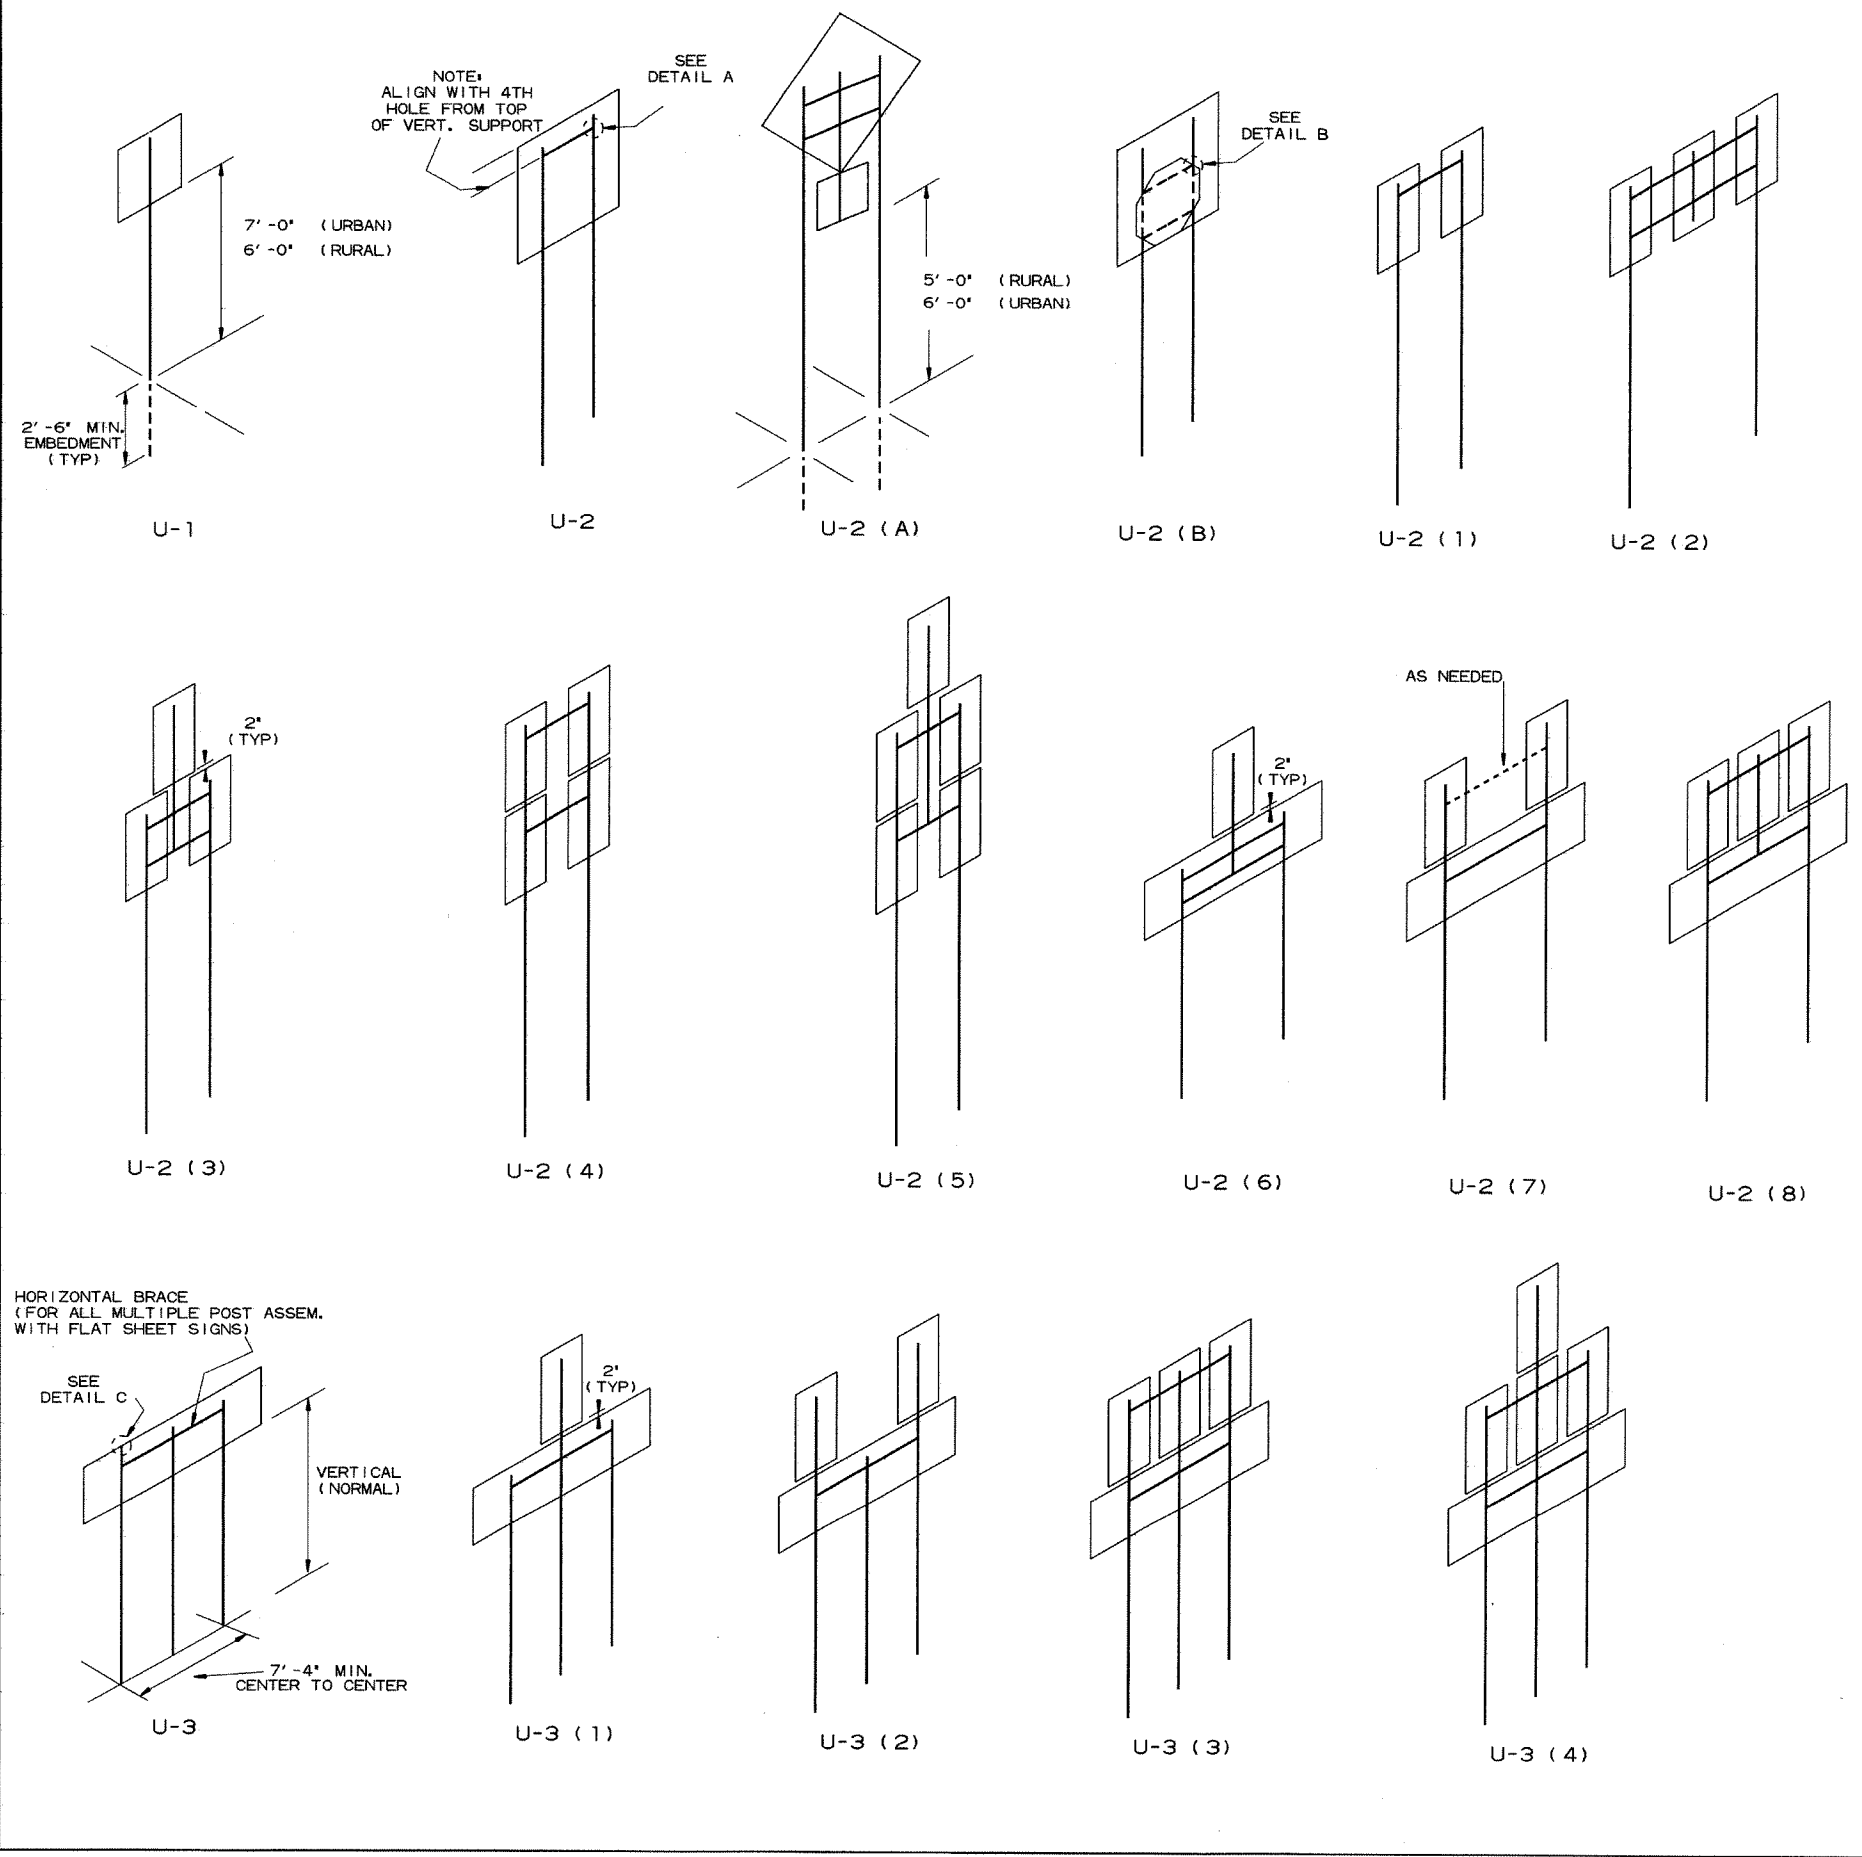 NOTE:
ALIGN WITH 4TH
HOLE FROM TOP
OF VERT. SUPPORT
SEE
DETAIL A
SEE
DETAIL B
7'-0" (URBAN)
6'-0" (RURAL)
5'-0" (RURAL)
6'-0" (URBAN)
2'-6" MIN.
EMBEDMENT
(TYP)
U-1
U-2
U-2 (A)
U-2 (B)
U-2 (1)
U-2 (2)
2"
(TYP)
2"
(TYP)
AS NEEDED
U-2 (3)
U-2 (4)
U-2 (5)
U-2 (6)
U-2 (7)
U-2 (8)
HORIZONTAL BRACE
(FOR ALL MULTIPLE POST ASSEM.
WITH FLAT SHEET SIGNS)
SEE
DETAIL C
2"
(TYP)
VERTICAL
(NORMAL)
7'-4" MIN.
CENTER TO CENTER
U-3
U-3 (1)
U-3 (2)
U-3 (3)
U-3 (4)